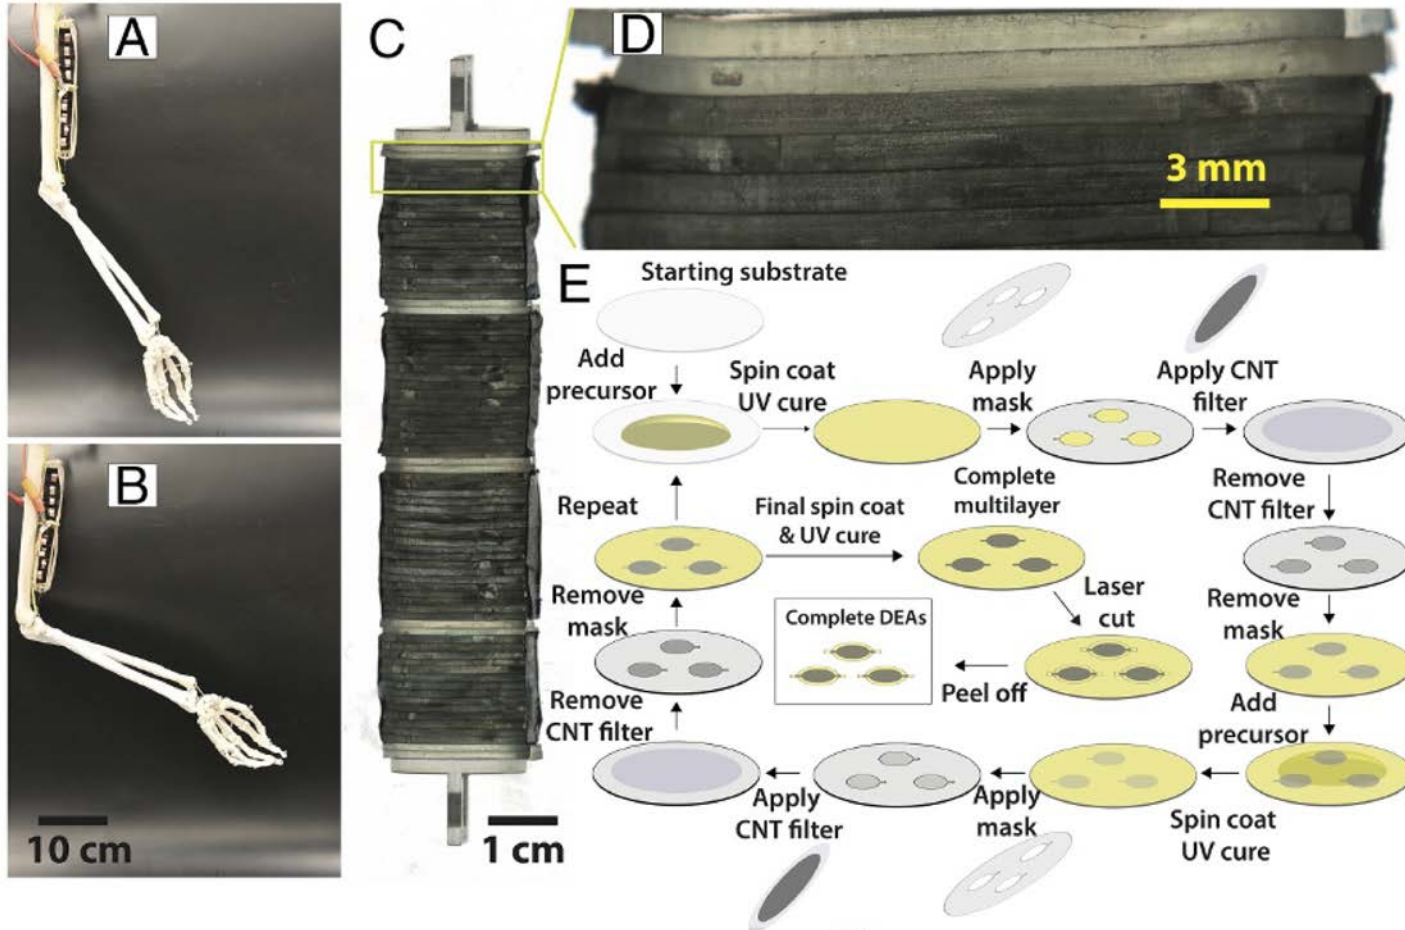 A
B
10 cm
C
1 cm
D
3 mm
E
Starting substrate
Add
precursor
Spin coat
UV cure
Apply
mask
Apply CNT
filter
Remove
CNT filter
Remove
mask
Add
precursor
Spin coat
UV cure
Apply
mask
Apply
CNT filter
Remove
CNT filter
Remove
mask
Repeat
Final spin coat
& UV cure
Complete
multilayer
Laser
cut
Peel off
Complete DEAs